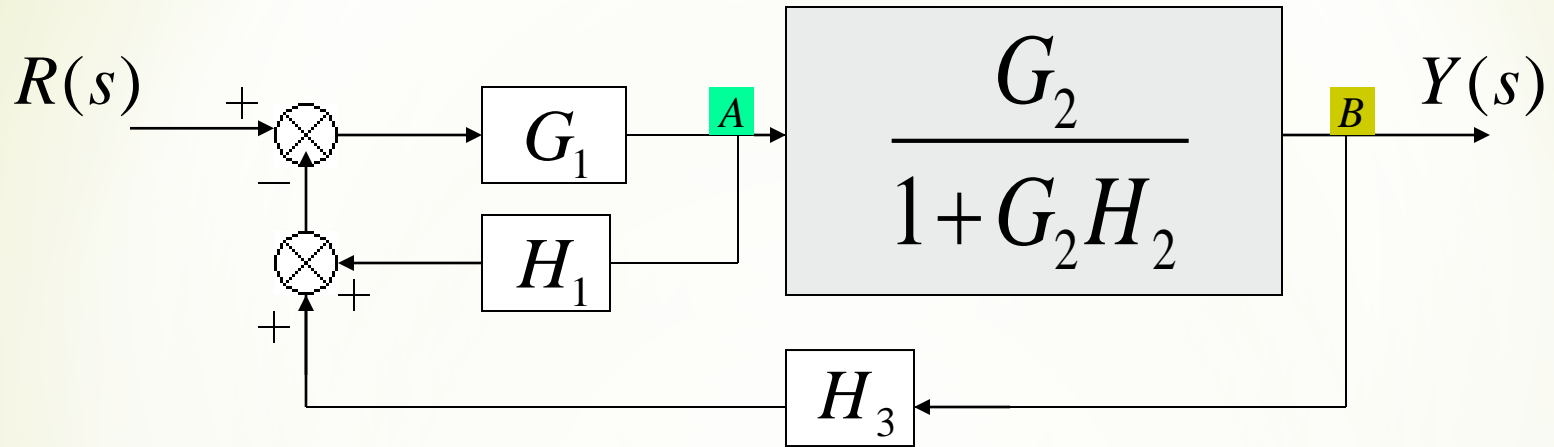 R(s)
+
−
G₁
A
G₂
1+G₂H₂
B
Y(s)
H₁
+
+
H₃